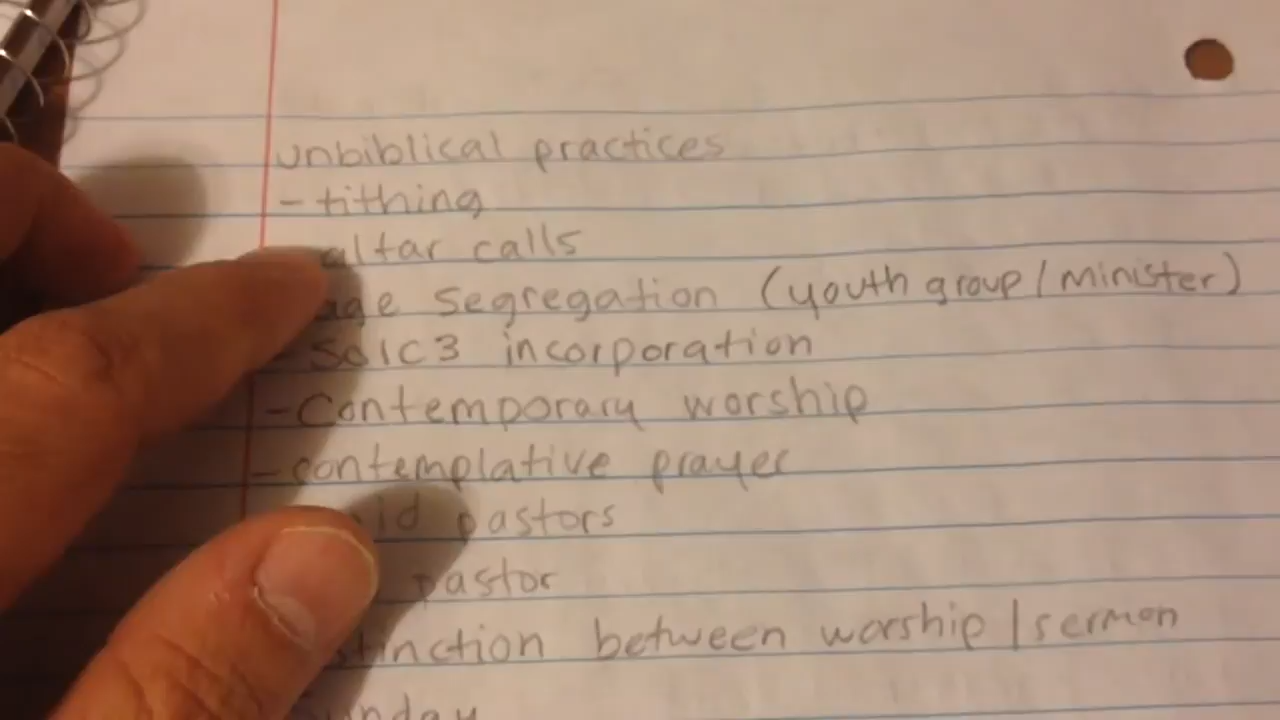 unbiblical practices
- tithing
altar calls
age segregation (youth group/minister)
- 501c3 incorporation
- contemporary worship
- contemplative prayer
pastors
pastor
between worship/sermon